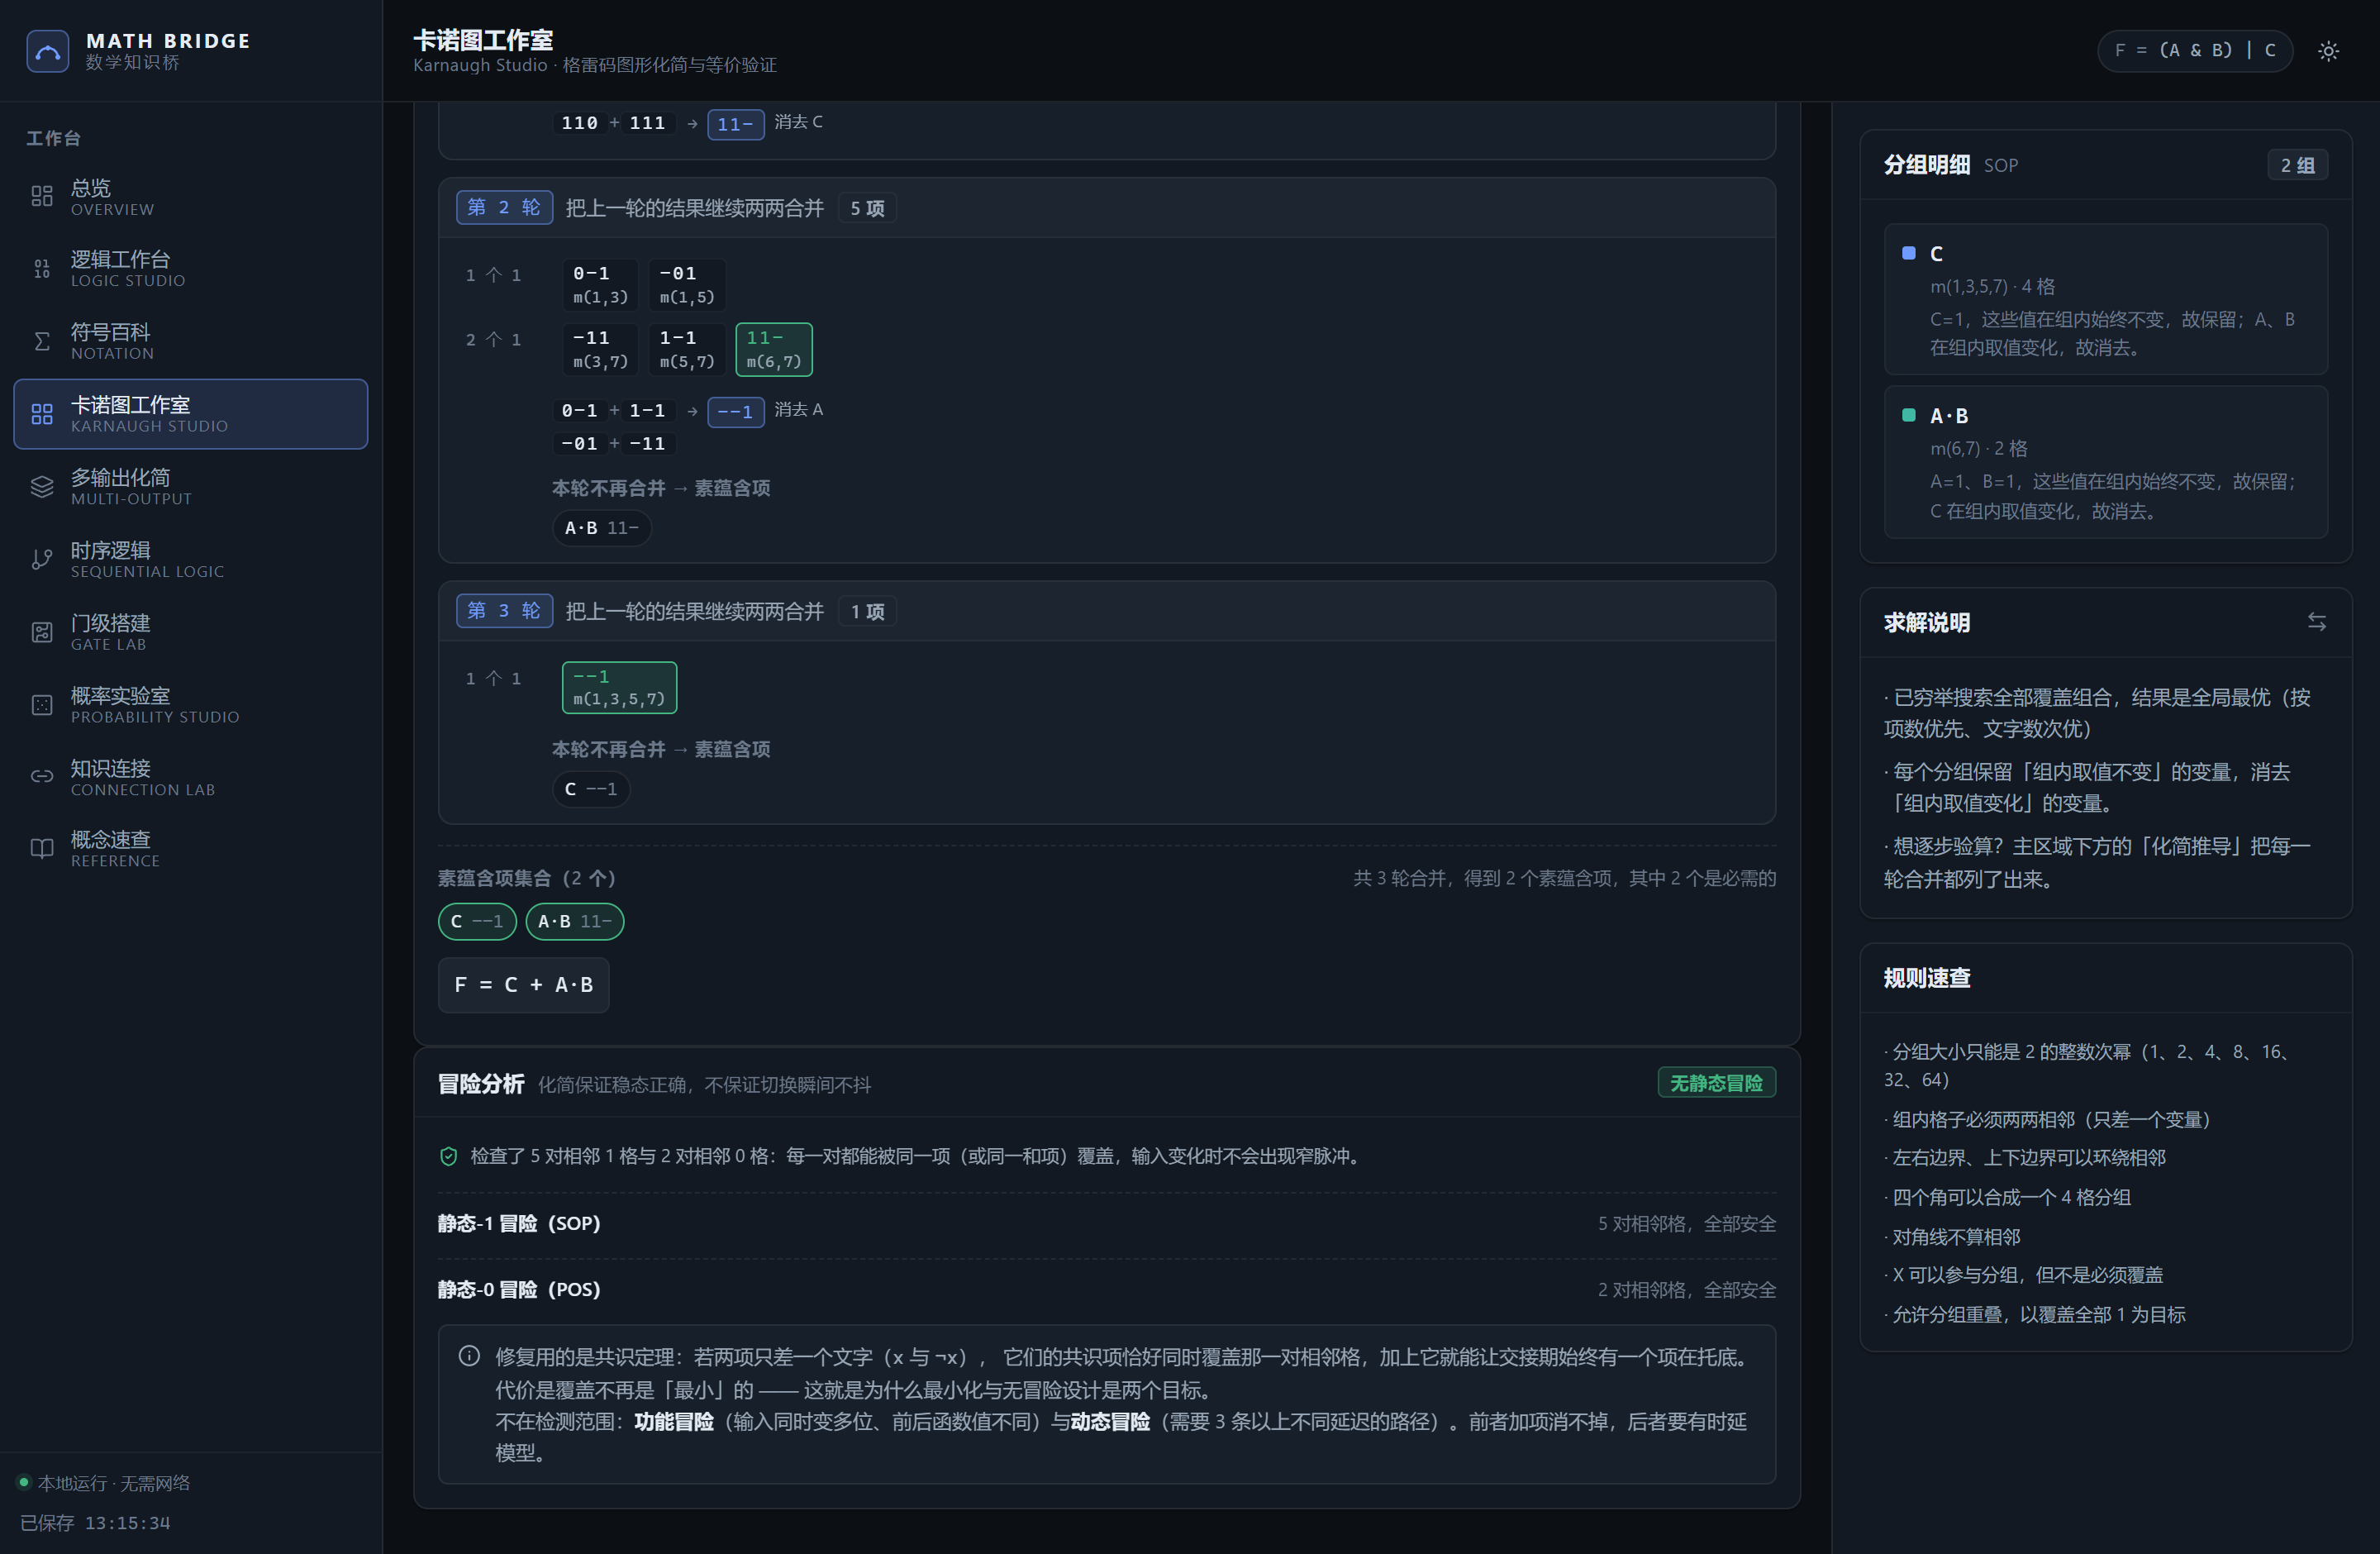 MATH BRIDGE
数学知识桥
工作台
总览
OVERVIEW
逻辑工作台
LOGIC STUDIO
符号百科
NOTATION
卡诺图工作室
KARNAUGH STUDIO
多输出化简
MULTI-OUTPUT
时序逻辑
SEQUENTIAL LOGIC
门级搭建
GATE LAB
概率实验室
PROBABILITY STUDIO
知识连接
CONNECTION LAB
概念速查
REFERENCE
本地运行 · 无需网络
已保存 13:15:34
卡诺图工作室
Karnaugh Studio · 格雷码图形化简与等价验证
F = (A & B) | C
110 + 111 → 11− 消去 C
第 2 轮 把上一轮的结果继续两两合并 5 项
1 个 1
0−1 −01
m(1,3) m(1,5)
2 个 1
−11 1−1 11−
m(3,7) m(5,7) m(6,7)
0−1 + 1−1 → −−1 消去 A
−01 + −11
本轮不再合并 → 素蕴含项
A·B 11−
第 3 轮 把上一轮的结果继续两两合并 1 项
1 个 1
−−1
m(1,3,5,7)
本轮不再合并 → 素蕴含项
C −−1
素蕴含项集合（2 个） 共 3 轮合并，得到 2 个素蕴含项，其中 2 个是必需的
C −−1 A·B 11−
F = C + A·B
冒险分析 化简保证稳态正确，不保证切换瞬间不抖 无静态冒险
检查了 5 对相邻 1 格与 2 对相邻 0 格：每一对都能被同一项（或同一和项）覆盖，输入变化时不会出现窄脉冲。
静态-1 冒险（SOP） 5 对相邻格，全部安全
静态-0 冒险（POS） 2 对相邻格，全部安全
修复用的是共识定理：若两项只差一个文字（x 与 ¬x）， 它们的共识项恰好同时覆盖那一对相邻格，加上它就能让交接期始终有一个项在托底。
代价是覆盖不再是「最小」的 —— 这就是为什么最小化与无冒险设计是两个目标。
不在检测范围：功能冒险（输入同时变多位、前后函数值不同）与动态冒险（需要 3 条以上不同延迟的路径）。前者加项消不掉，后者要有时延
模型。
分组明细 SOP 2 组
C
m(1,3,5,7) · 4 格
C=1，这些值在组内始终不变，故保留；A、B
在组内取值变化，故消去。
A·B
m(6,7) · 2 格
A=1、B=1，这些值在组内始终不变，故保留；
C 在组内取值变化，故消去。
求解说明
· 已穷举搜索全部覆盖组合，结果是全局最优（按
项数优先、文字数次优）
· 每个分组保留「组内取值不变」的变量，消去
「组内取值变化」的变量。
· 想逐步验算？主区域下方的「化简推导」把每一
轮合并都列了出来。
规则速查
· 分组大小只能是 2 的整数次幂（1、2、4、8、16、
32、64）
· 组内格子必须两两相邻（只差一个变量）
· 左右边界、上下边界可以环绕相邻
· 四个角可以合成一个 4 格分组
· 对角线不算相邻
· X 可以参与分组，但不是必须覆盖
· 允许分组重叠，以覆盖全部 1 为目标